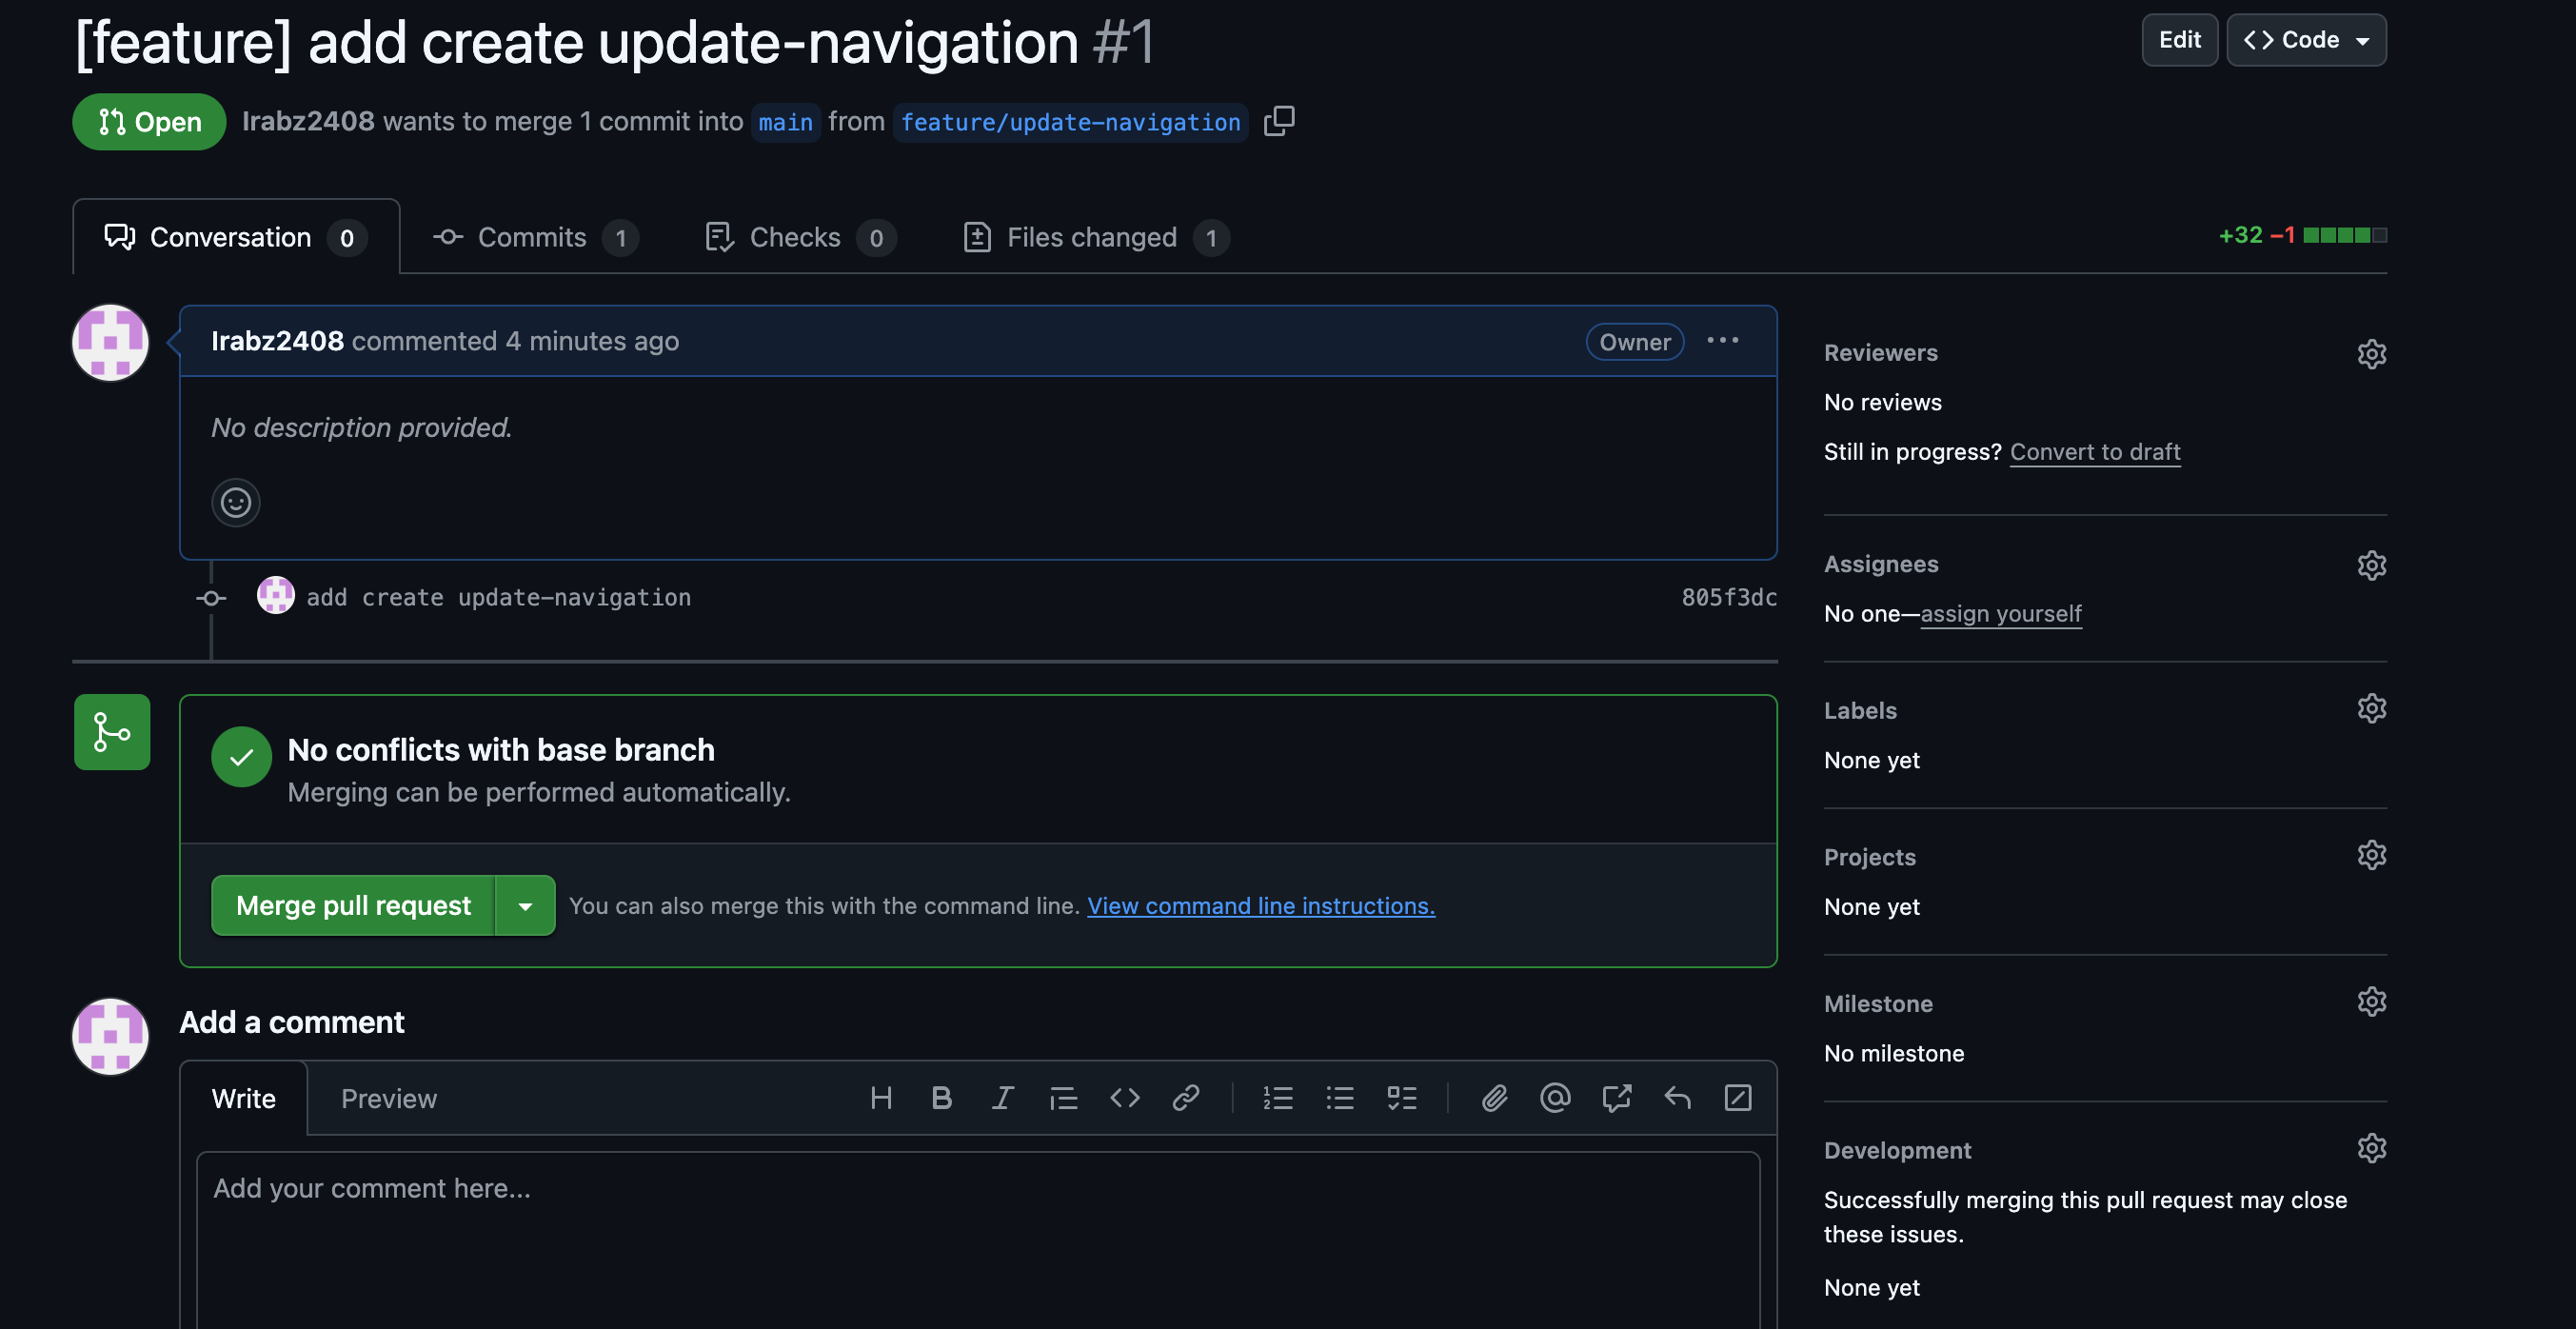 [feature] add create update-navigation #1
Edit
Code
Open
lrabz2408 wants to merge 1 commit into main from feature/update-navigation
Conversation 0
Commits 1
Checks 0
Files changed 1
+32 −1
lrabz2408 commented 4 minutes ago
Owner
No description provided.
add create update-navigation
805f3dc
No conflicts with base branch
Merging can be performed automatically.
Merge pull request
You can also merge this with the command line. View command line instructions.
Add a comment
Write
Preview
Add your comment here...
Reviewers
No reviews
Still in progress? Convert to draft
Assignees
No one—assign yourself
Labels
None yet
Projects
None yet
Milestone
No milestone
Development
Successfully merging this pull request may close
these issues.
None yet